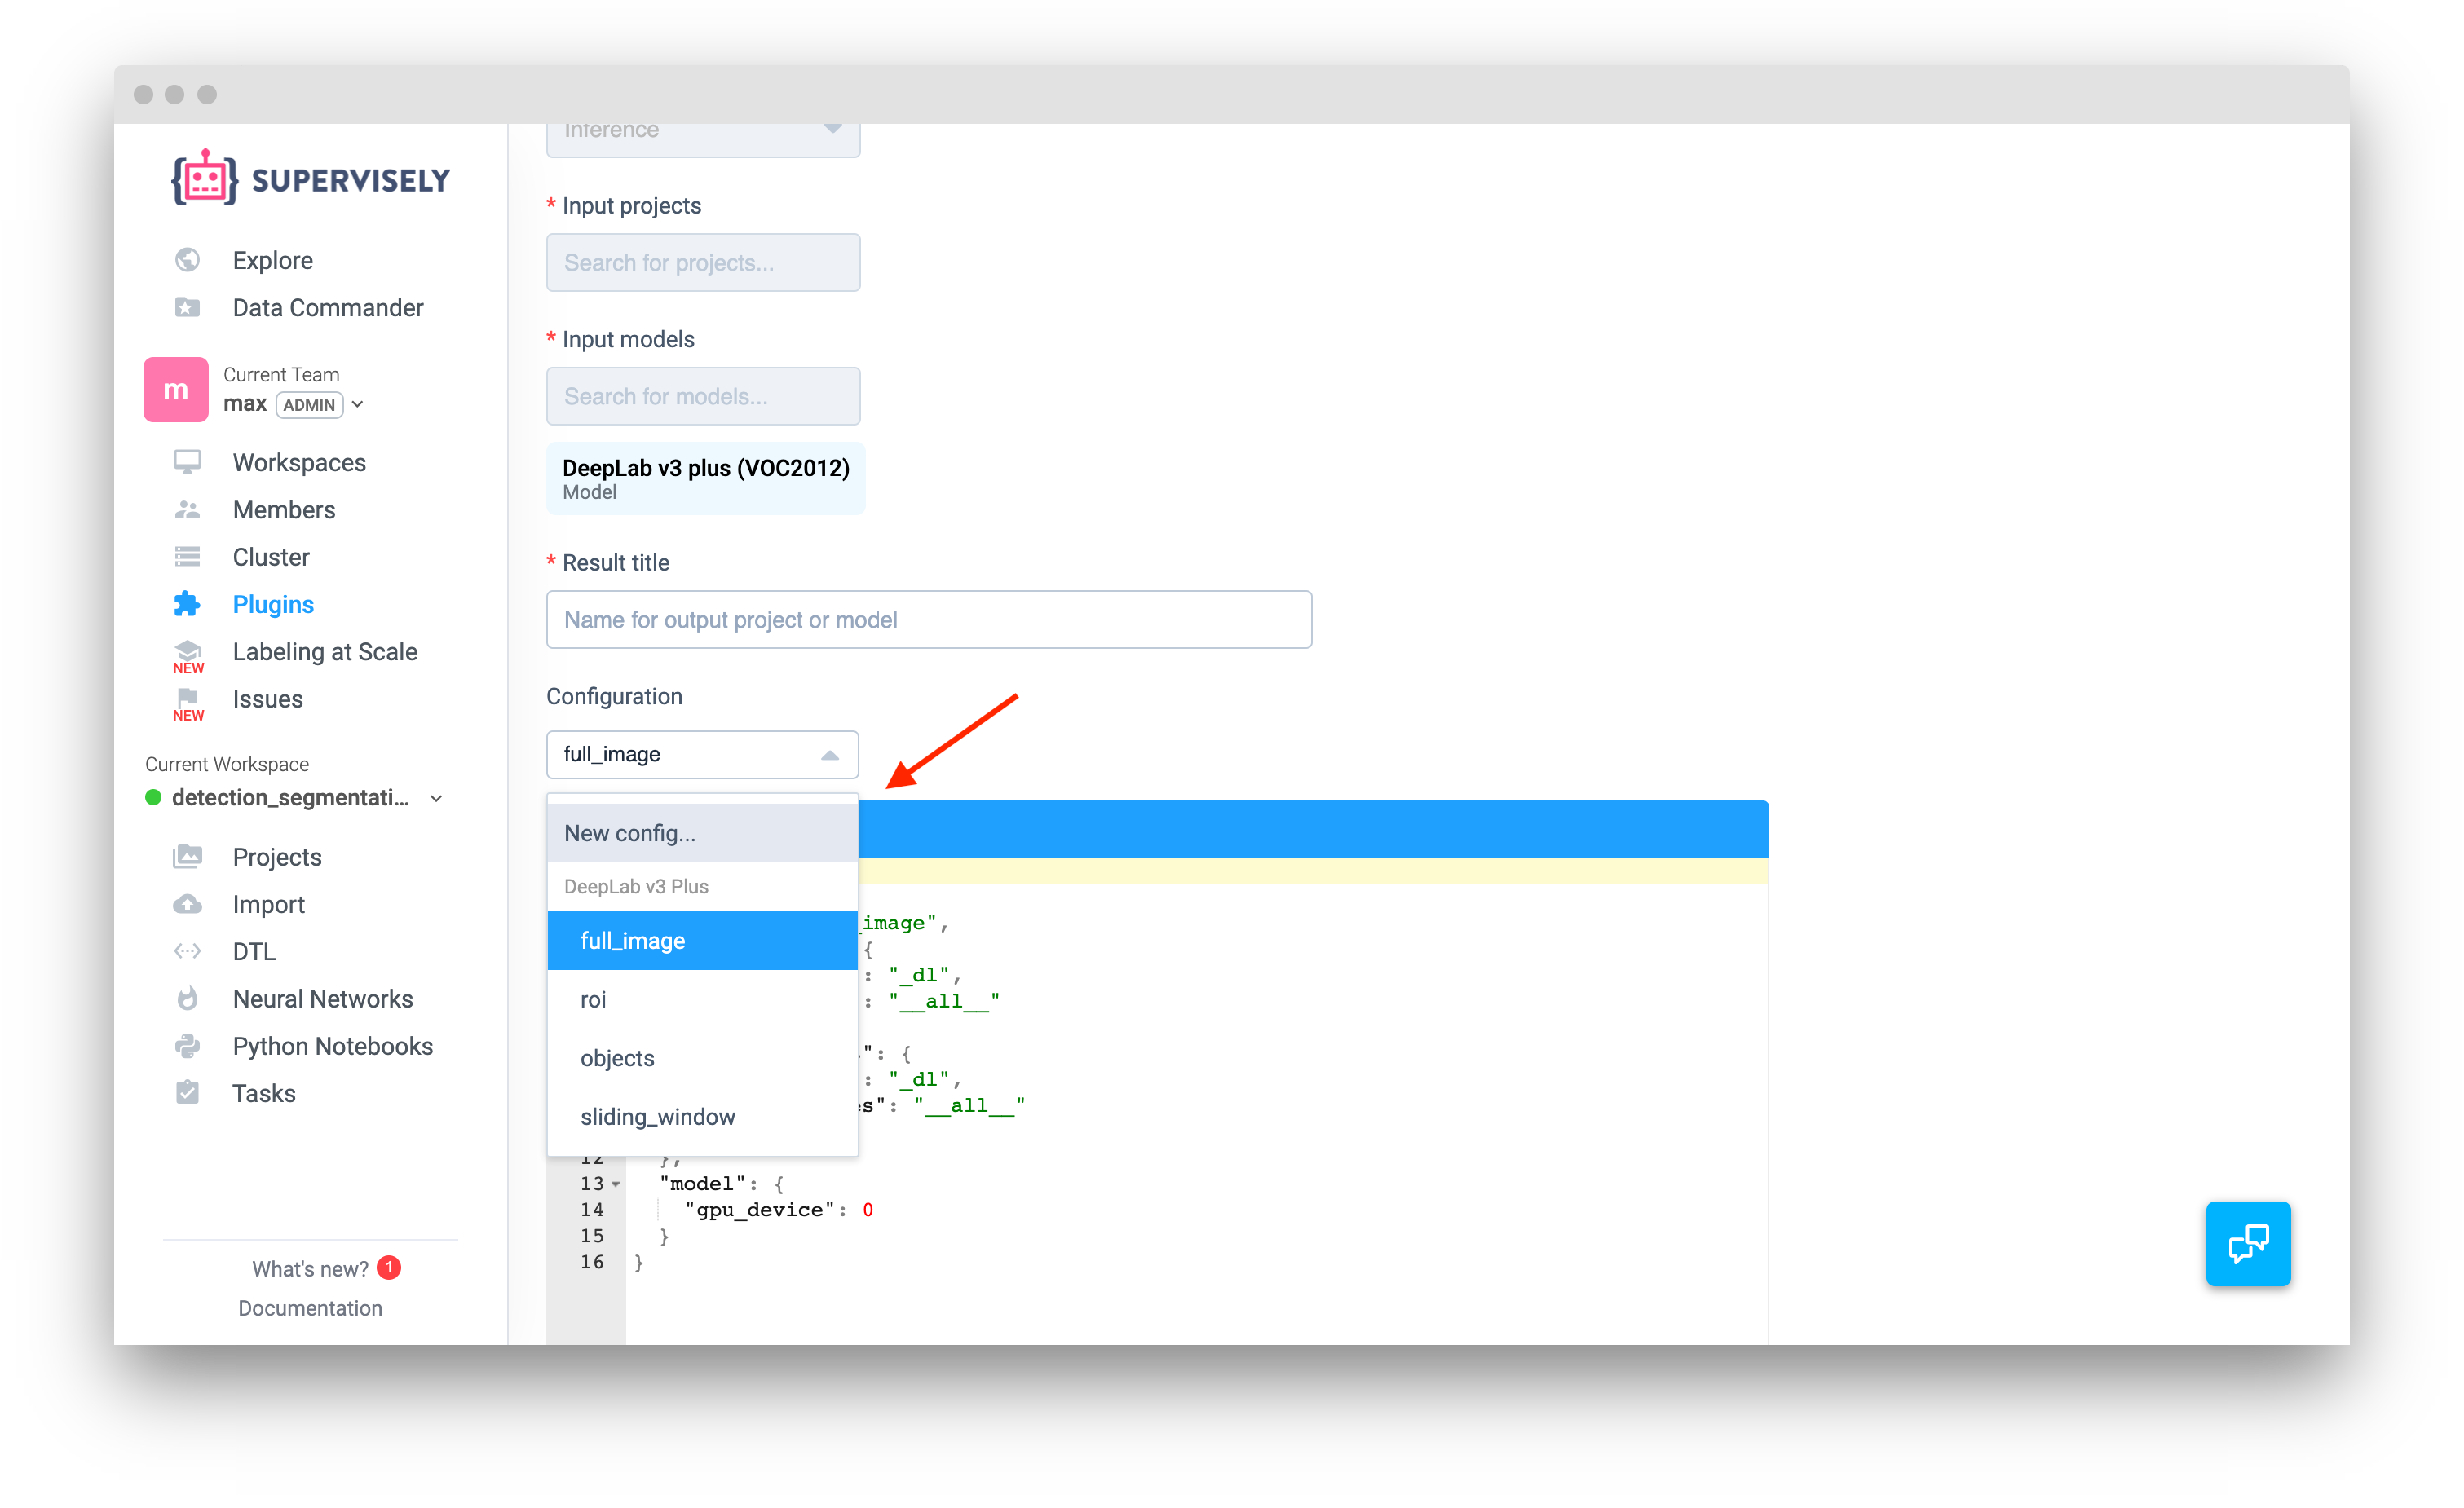 SUPERVISELY
Explore
Data Commander
m
Current Team
max ADMIN
Workspaces
Members
Cluster
Plugins
Labeling at Scale
NEW
Issues
NEW
Current Workspace
detection_segmentati...
Projects
Import
DTL
Neural Networks
Python Notebooks
Tasks
What's new? 1
Documentation
Inference
* Input projects
Search for projects...
* Input models
Search for models...
DeepLab v3 plus (VOC2012)
Model
* Result title
Name for output project or model
Configuration
full_image
New config...
DeepLab v3 Plus
full_image
roi
objects
sliding_window
_image",
{
: "_dl",
: "__all__"
": {
: "_dl",
es": "__all__"
12 },
13 "model": {
14 "gpu_device": 0
15 }
16 }